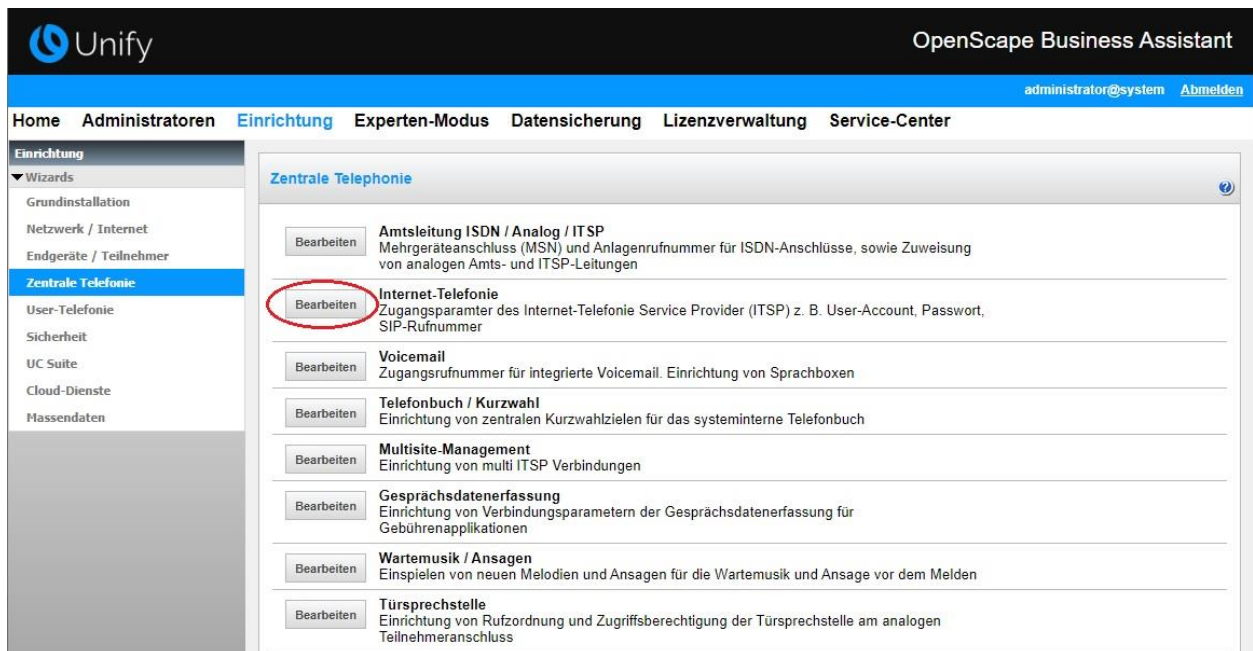 Unify
OpenScape Business Assistant
administrator@system Abmelden
Home Administratoren Einrichtung Experten-Modus Datensicherung Lizenzverwaltung Service-Center
Einrichtung
Wizards
Grundinstallation
Netzwerk / Internet
Endgeräte / Teilnehmer
Zentrale Telefonie
User-Telefonie
Sicherheit
UC Suite
Cloud-Dienste
Massendaten
Zentrale Telephonie
?
Bearbeiten
Amtsleitung ISDN / Analog / ITSP
Mehrgeräteanschluss (MSN) und Anlagenrufnummer für ISDN-Anschlüsse, sowie Zuweisung
von analogen Amts- und ITSP-Leitungen
Bearbeiten
Internet-Telefonie
Zugangsparamter des Internet-Telefonie Service Provider (ITSP) z. B. User-Account, Passwort,
SIP-Rufnummer
Bearbeiten
Voicemail
Zugangsrufnummer für integrierte Voicemail. Einrichtung von Sprachboxen
Bearbeiten
Telefonbuch / Kurzwahl
Einrichtung von zentralen Kurzwahlzielen für das systeminterne Telefonbuch
Bearbeiten
Multisite-Management
Einrichtung von multi ITSP Verbindungen
Bearbeiten
Gesprächsdatenerfassung
Einrichtung von Verbindungsparametern der Gesprächsdatenerfassung für
Gebührenapplikationen
Bearbeiten
Wartemusik / Ansagen
Einspielen von neuen Melodien und Ansagen für die Wartemusik und Ansage vor dem Melden
Bearbeiten
Türsprechstelle
Einrichtung von Rufzordnung und Zugriffsberechtigung der Türsprechstelle am analogen
Teilnehmeranschluss